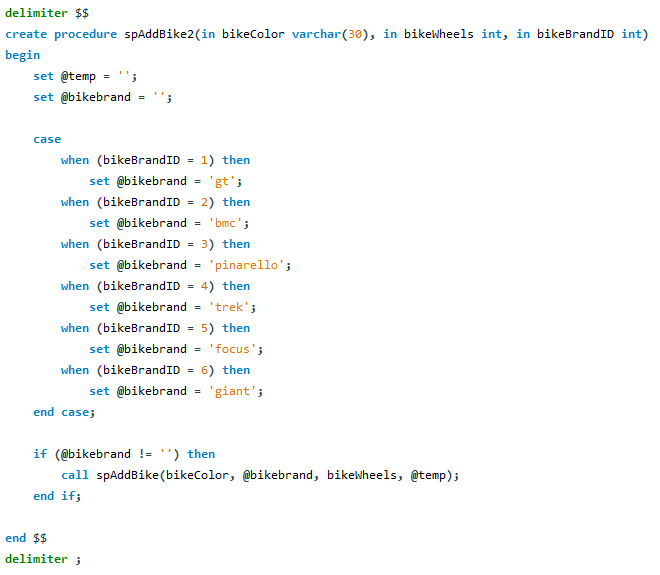 delimiter $$
create procedure spAddBike2(in bikeColor varchar(30), in bikeWheels int, in bikeBrandID int)
begin
    set @temp = '';
    set @bikebrand = '';

    case
        when (bikeBrandID = 1) then
            set @bikebrand = 'gt';
        when (bikeBrandID = 2) then
            set @bikebrand = 'bmc';
        when (bikeBrandID = 3) then
            set @bikebrand = 'pinarello';
        when (bikeBrandID = 4) then
            set @bikebrand = 'trek';
        when (bikeBrandID = 5) then
            set @bikebrand = 'focus';
        when (bikeBrandID = 6) then
            set @bikebrand = 'giant';
    end case;

    if (@bikebrand != '') then
        call spAddBike(bikeColor, @bikebrand, bikeWheels, @temp);
    end if;

end $$
delimiter ;